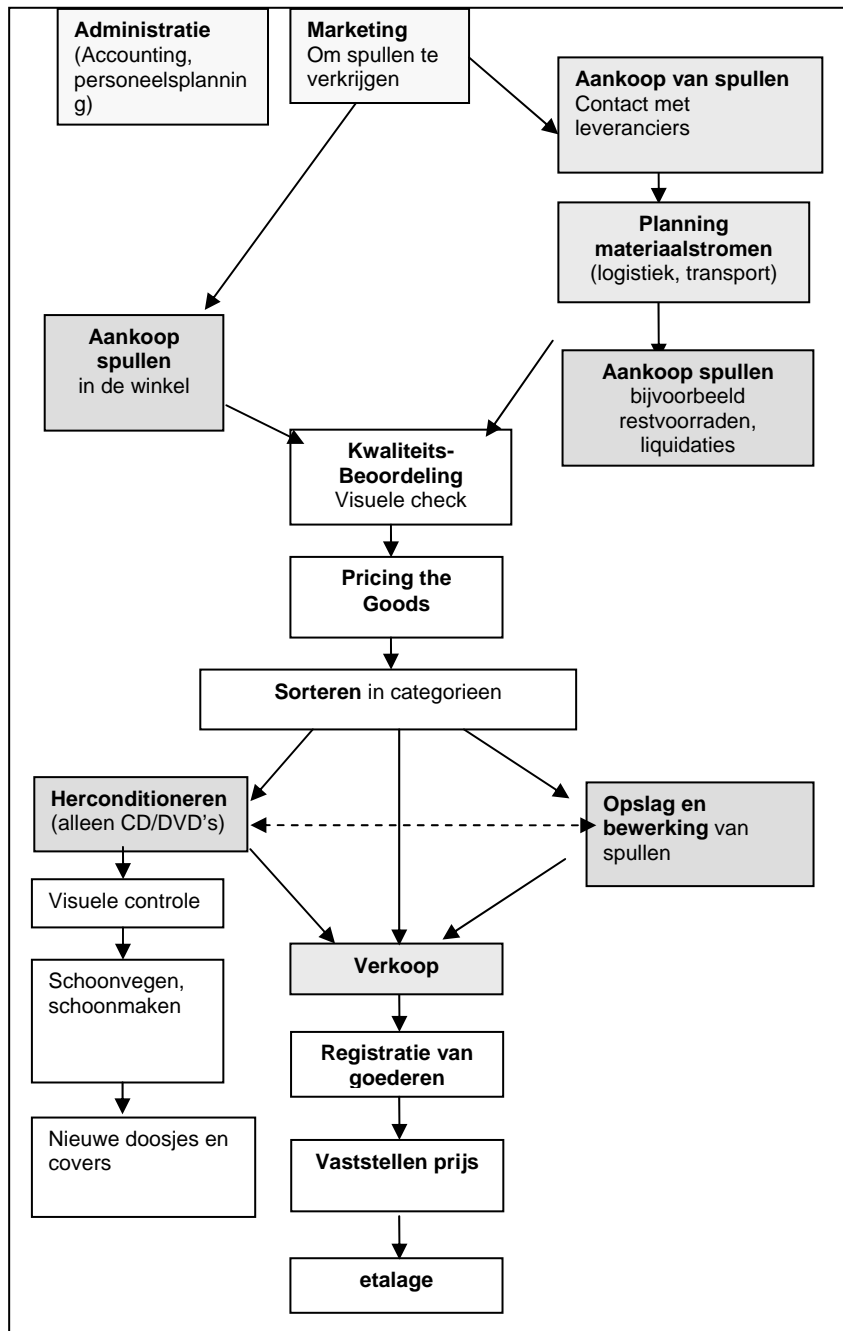 Administratie
(Accounting,
personeelsplannin
g)
Marketing
Om spullen te
verkrijgen
Aankoop van spullen
Contact met
leveranciers
Planning
materiaalstromen
(logistiek, transport)
Aankoop
spullen
in de winkel
Aankoop spullen
bijvoorbeeld
restvoorraden,
liquidaties
Kwaliteits-
Beoordeling
Visuele check
Pricing the
Goods
Sorteren in categorieen
Herconditioneren
(alleen CD/DVD's)
Opslag en
bewerking van
spullen
Visuele controle
Schoonvegen,
schoonmaken
Nieuwe doosjes en
covers
Verkoop
Registratie van
goederen
Vaststellen prijs
etalage